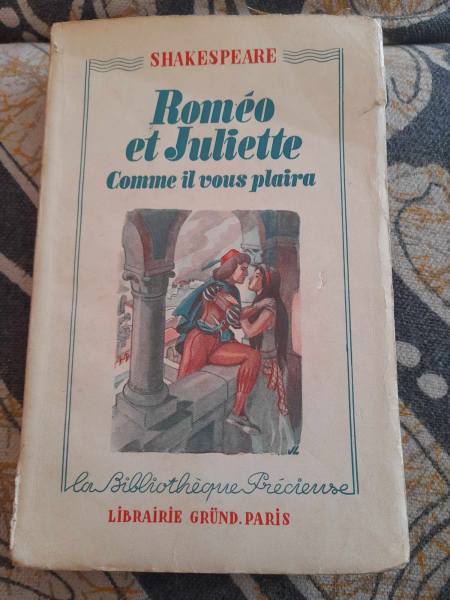 SHAKESPEARE
Roméo
et Juliette
Comme il vous plaira
La Bibliothèque Précieuse
LIBRAIRIE GRÜND. PARIS